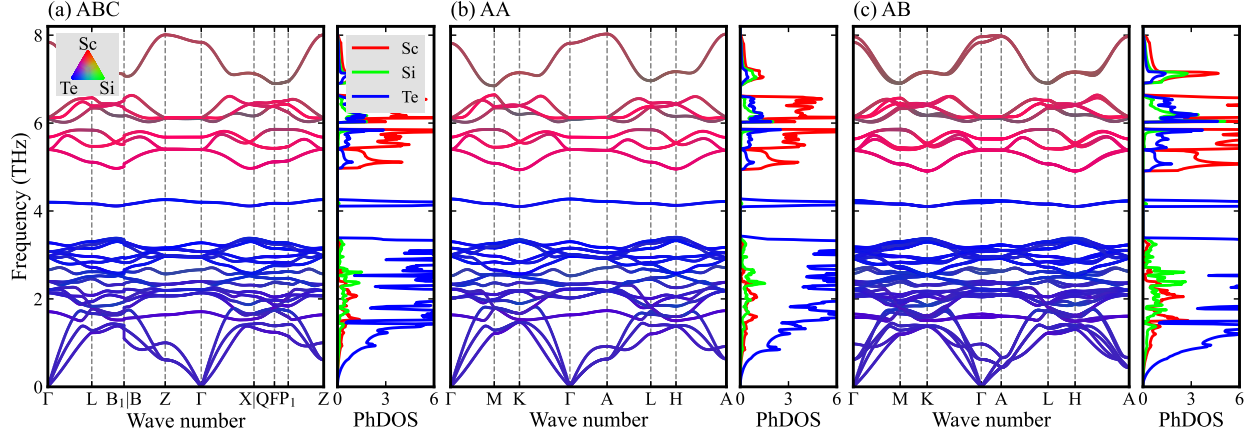 (a) ABC
(b) AA
(c) AB
Frequency (THz)
8
6
4
2
0
Sc
Te
Si
Sc
Si
Te
Γ L B₁|B Z Γ X|QFP₁ Z
0 3 6
Γ M K Γ A L H A
0 3 6
Γ M K Γ A L H A
0 3 6
Wave number
PhDOS
Wave number
PhDOS
Wave number
PhDOS